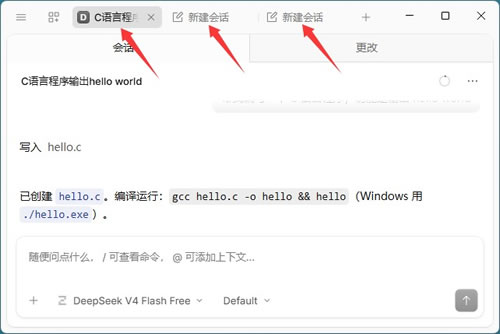 D C语言程
新建会话
新建会话
会话
更改
C语言程序输出hello world
写入 hello.c
已创建 hello.c。编译运行：gcc hello.c -o hello && hello（Windows 用
./hello.exe）。
随便问点什么，/ 可查看命令，@ 可添加上下文...
DeepSeek V4 Flash Free
Default